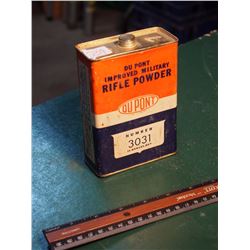 DU PONT
IMPROVED MILITARY
RIFLE POWDER
DU PONT
NUMBER
3031